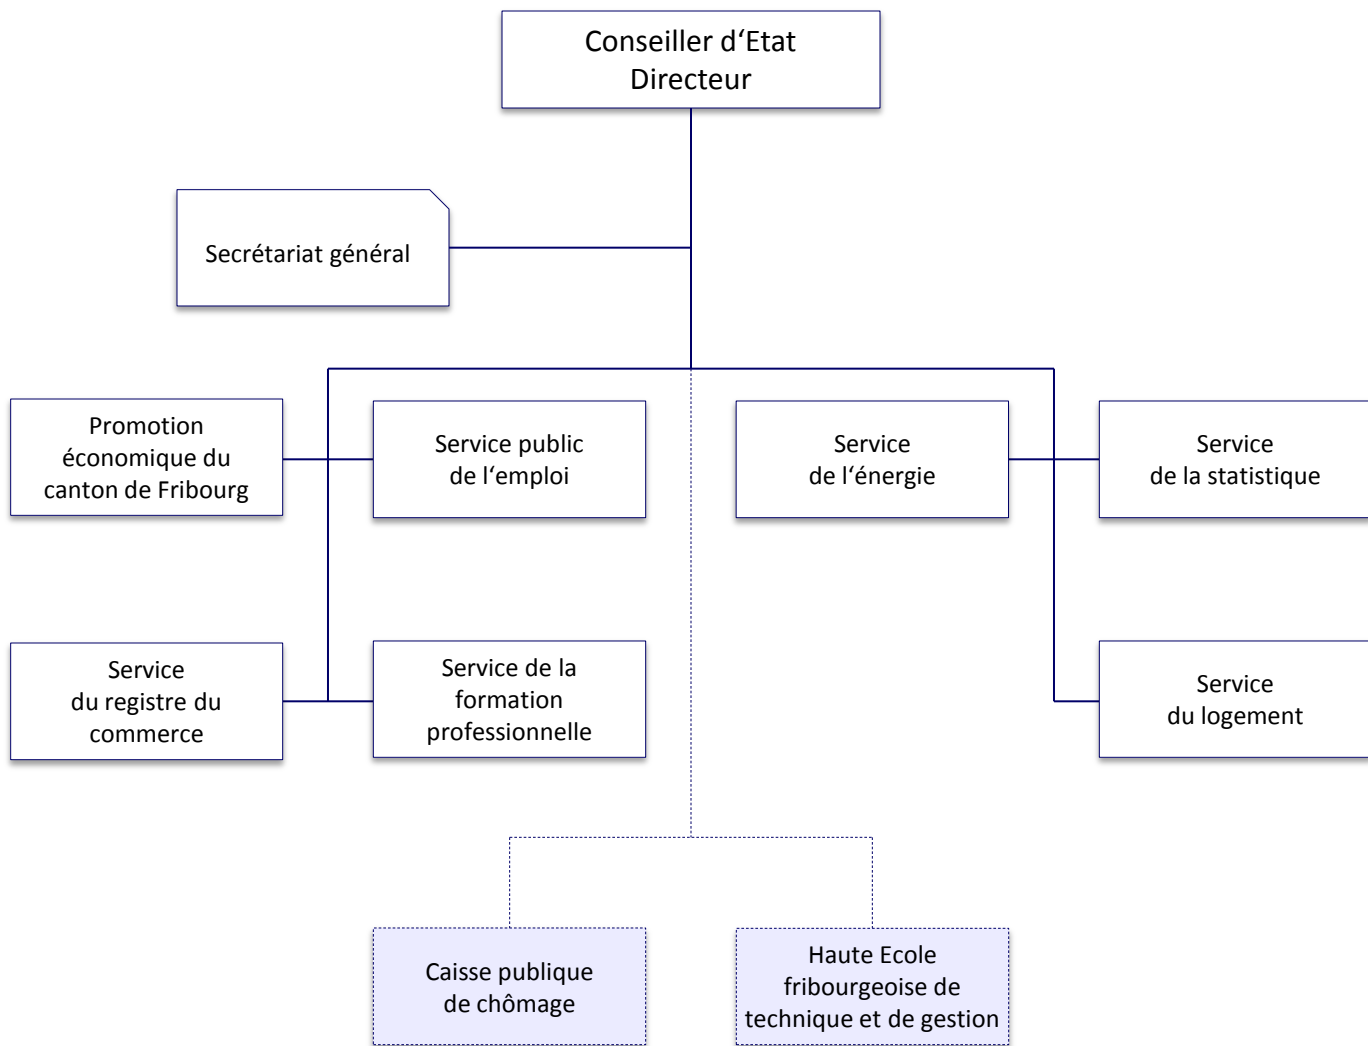 Conseiller d‘Etat
Directeur
Secrétariat général
Promotion
économique du
canton de Fribourg
Service public
de l‘emploi
Service
de l‘énergie
Service
de la statistique
Service
du registre du
commerce
Service de la
formation
professionnelle
Service
du logement
Caisse publique
de chômage
Haute Ecole
fribourgeoise de
technique et de gestion